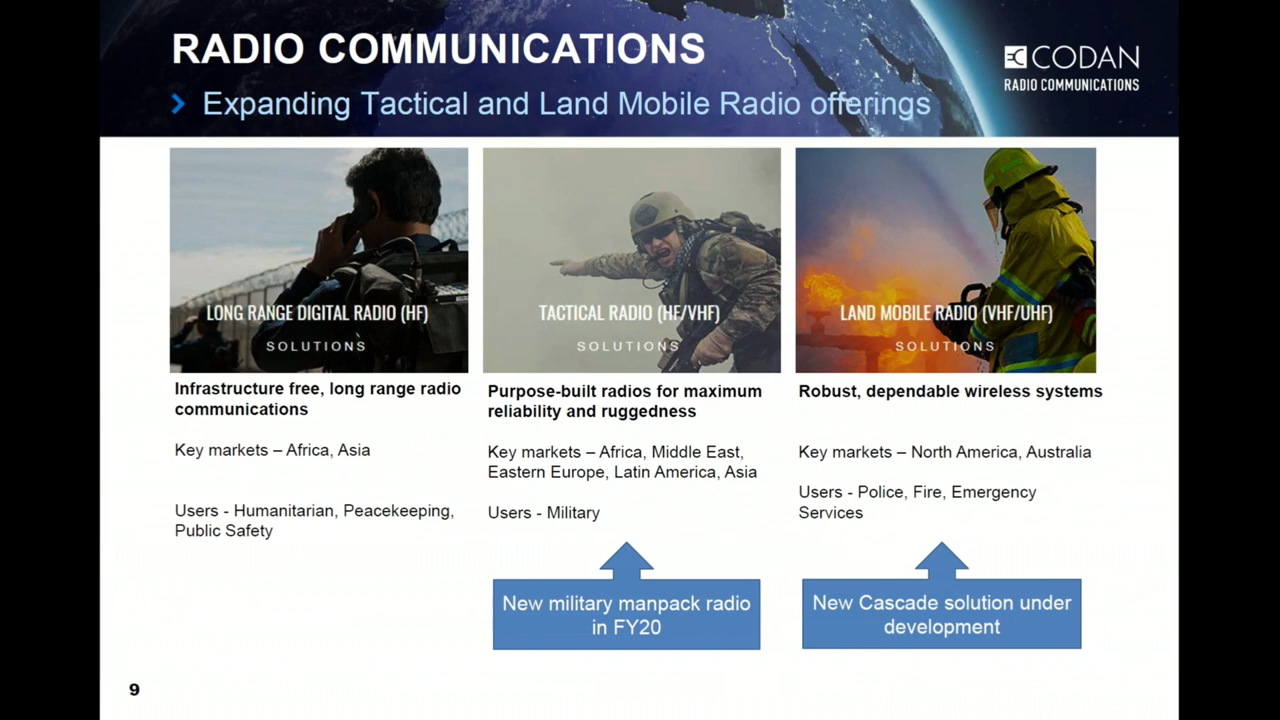 RADIO COMMUNICATIONS
Expanding Tactical and Land Mobile Radio offerings
CODAN
RADIO COMMUNICATIONS
LONG RANGE DIGITAL RADIO (HF)
SOLUTIONS
Infrastructure free, long range radio
communications
Key markets – Africa, Asia
Users - Humanitarian, Peacekeeping,
Public Safety
TACTICAL RADIO (HF/VHF)
SOLUTIONS
Purpose-built radios for maximum
reliability and ruggedness
Key markets – Africa, Middle East,
Eastern Europe, Latin America, Asia
Users - Military
New military manpack radio
in FY20
LAND MOBILE RADIO (VHF/UHF)
SOLUTIONS
Robust, dependable wireless systems
Key markets – North America, Australia
Users - Police, Fire, Emergency
Services
New Cascade solution under
development
9